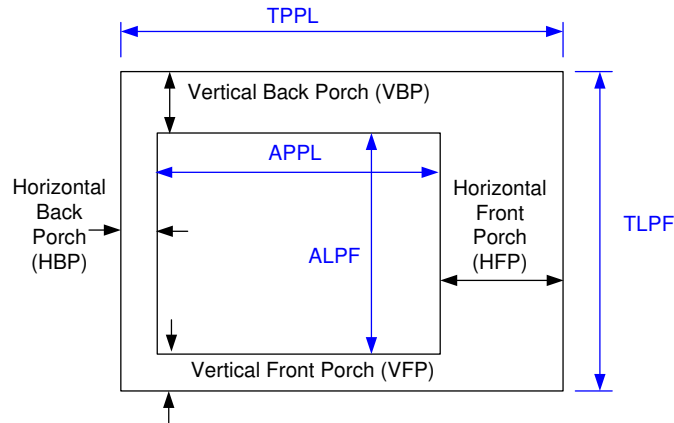 TPPL
Vertical Back Porch (VBP)
APPL
Horizontal
Back
Porch
(HBP)
ALPF
Horizontal
Front
Porch
(HFP)
TLPF
Vertical Front Porch (VFP)